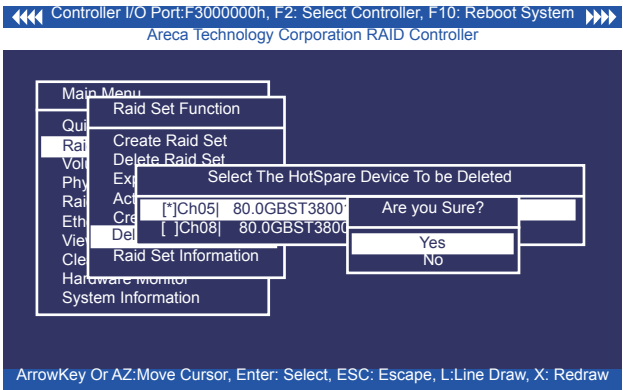 Controller I/O Port:F3000000h, F2: Select Controller, F10: Reboot System
Areca Technology Corporation RAID Controller
Main Menu
Raid Set Function
Create Raid Set
Delete Raid Set
Select The HotSpare Device To be Deleted
[*]Ch05| 80.0GBST3800
[ ]Ch08| 80.0GBST3800
Are you Sure?
Yes
No
Raid Set Information
Hardware Monitor
System Information
ArrowKey Or AZ:Move Cursor, Enter: Select, ESC: Escape, L:Line Draw, X: Redraw